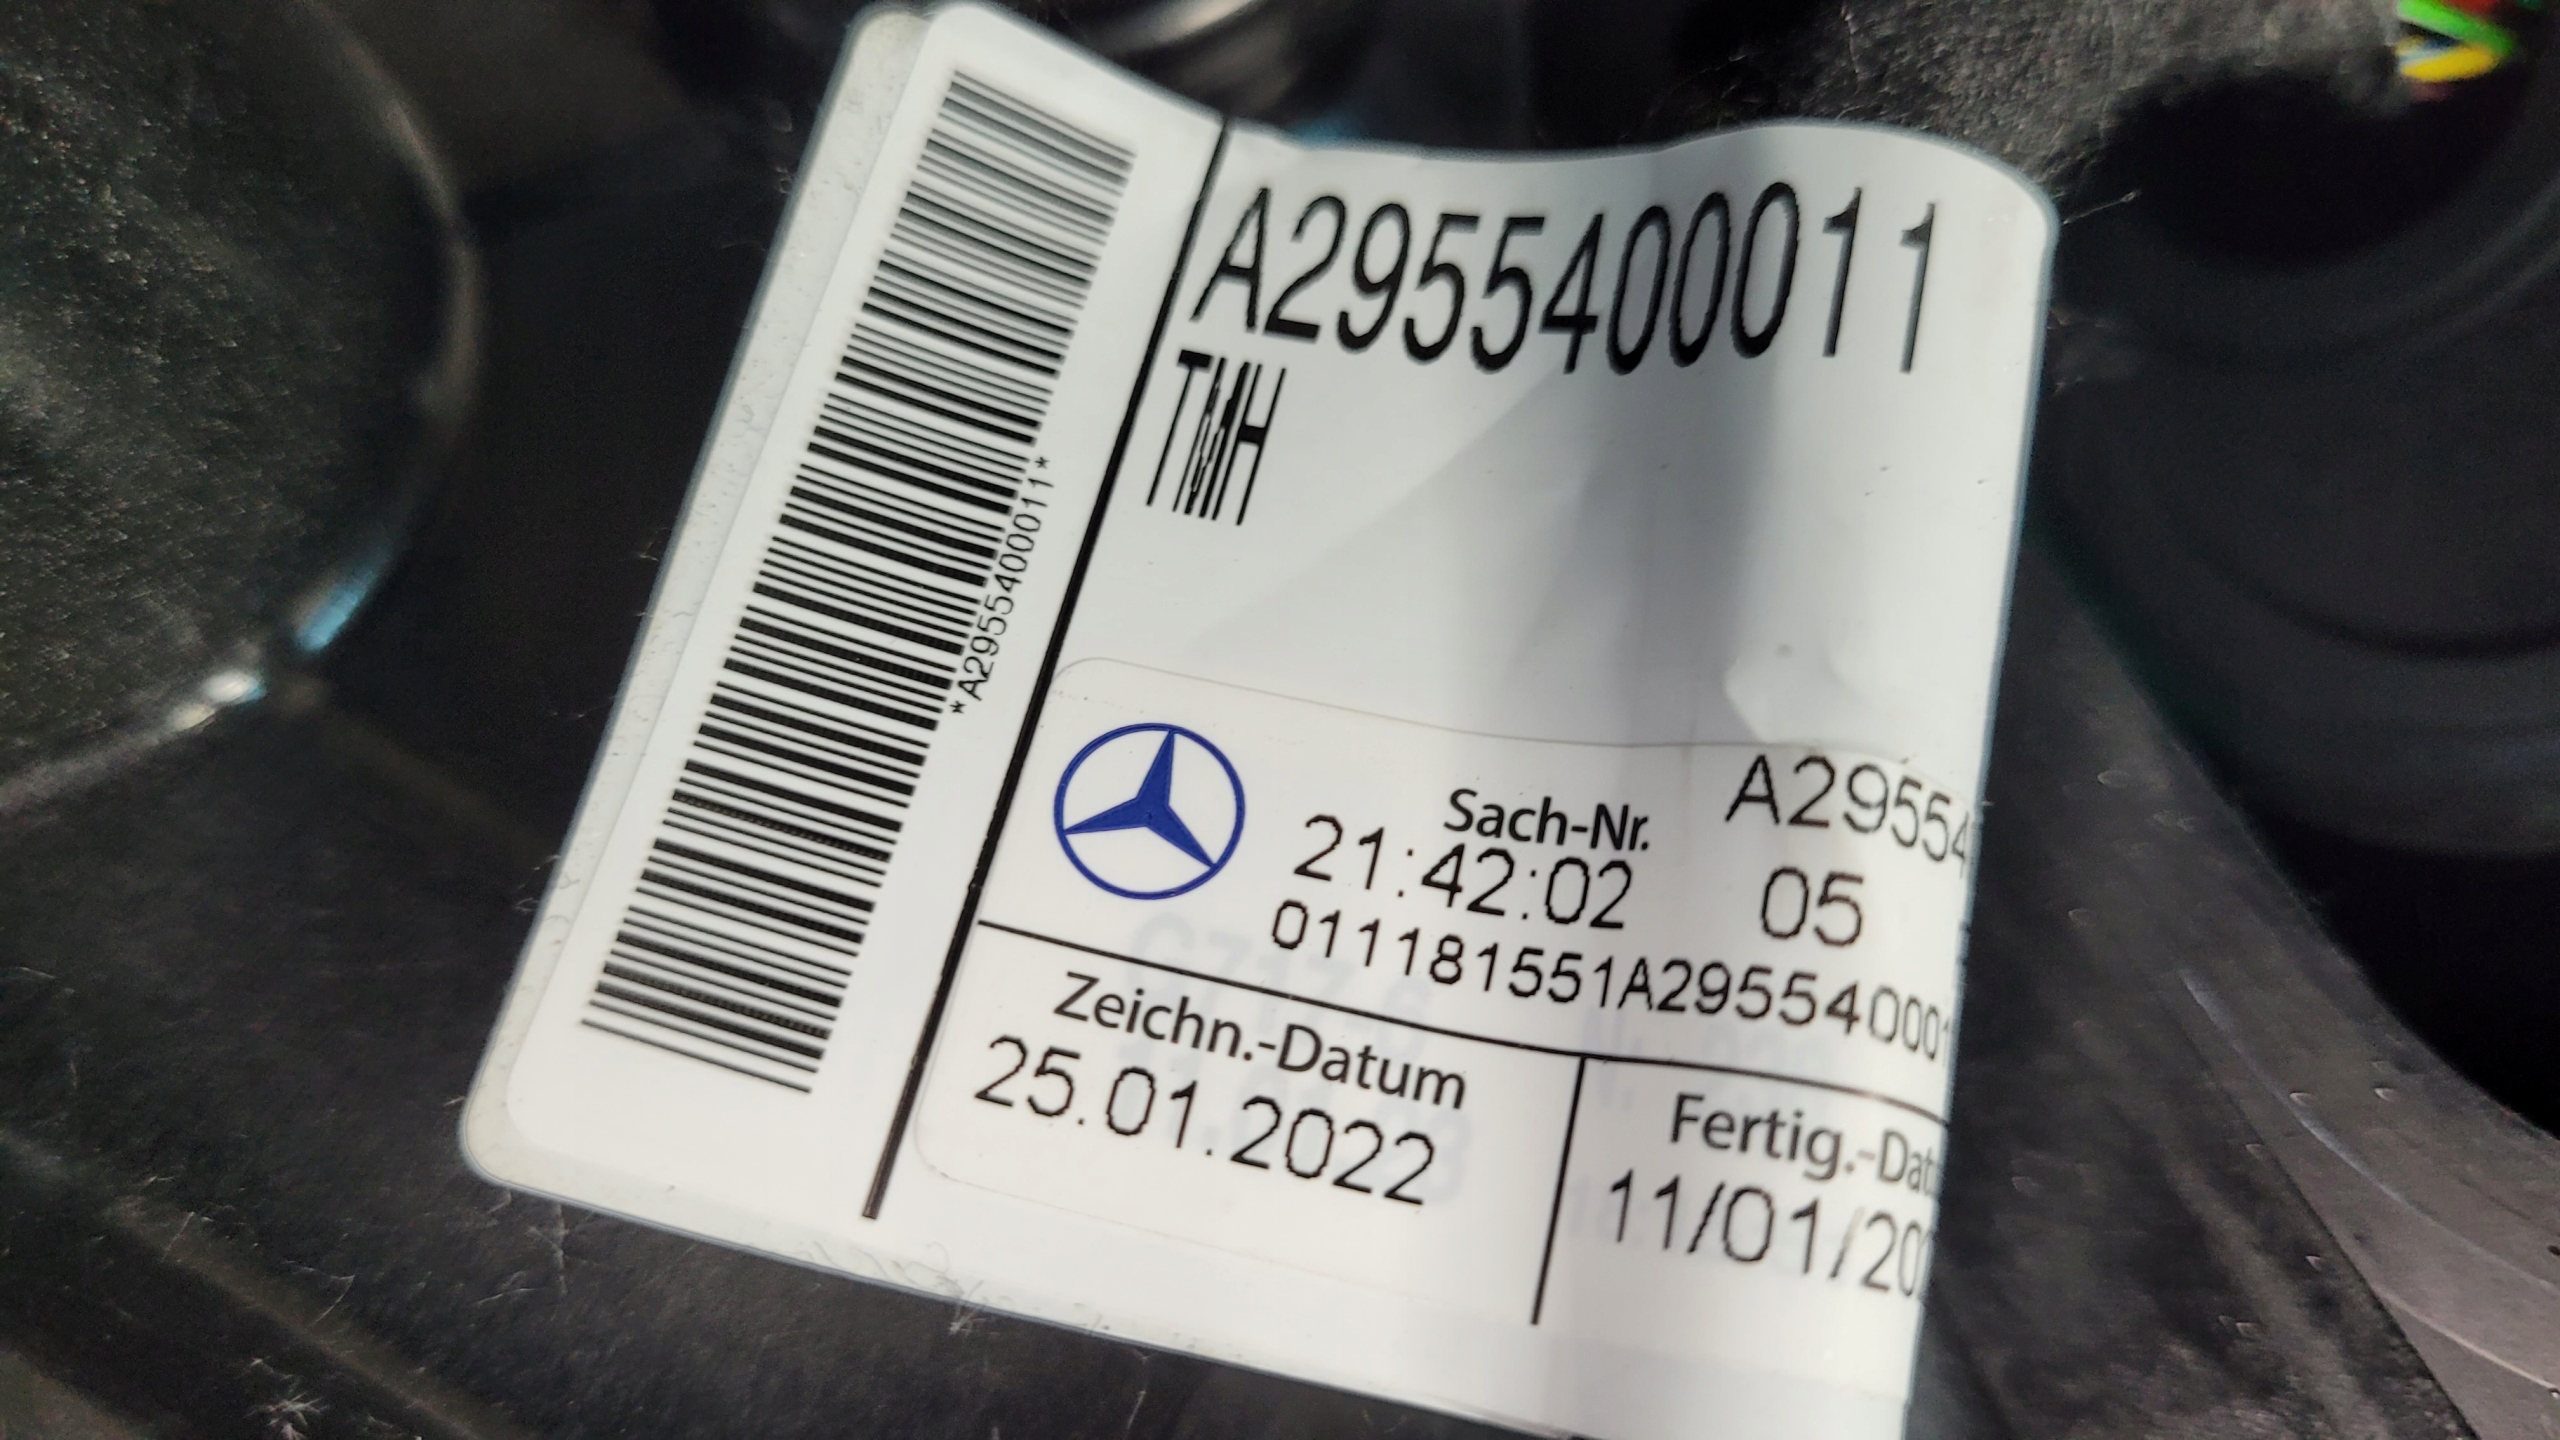 A2955400011
TMH
*A2955400011*
Sach-Nr. A29554
21:42:02 05
011181551A295540001
Zeichn.-Datum
25.01.2022
Fertig.-Dat
11/01/20